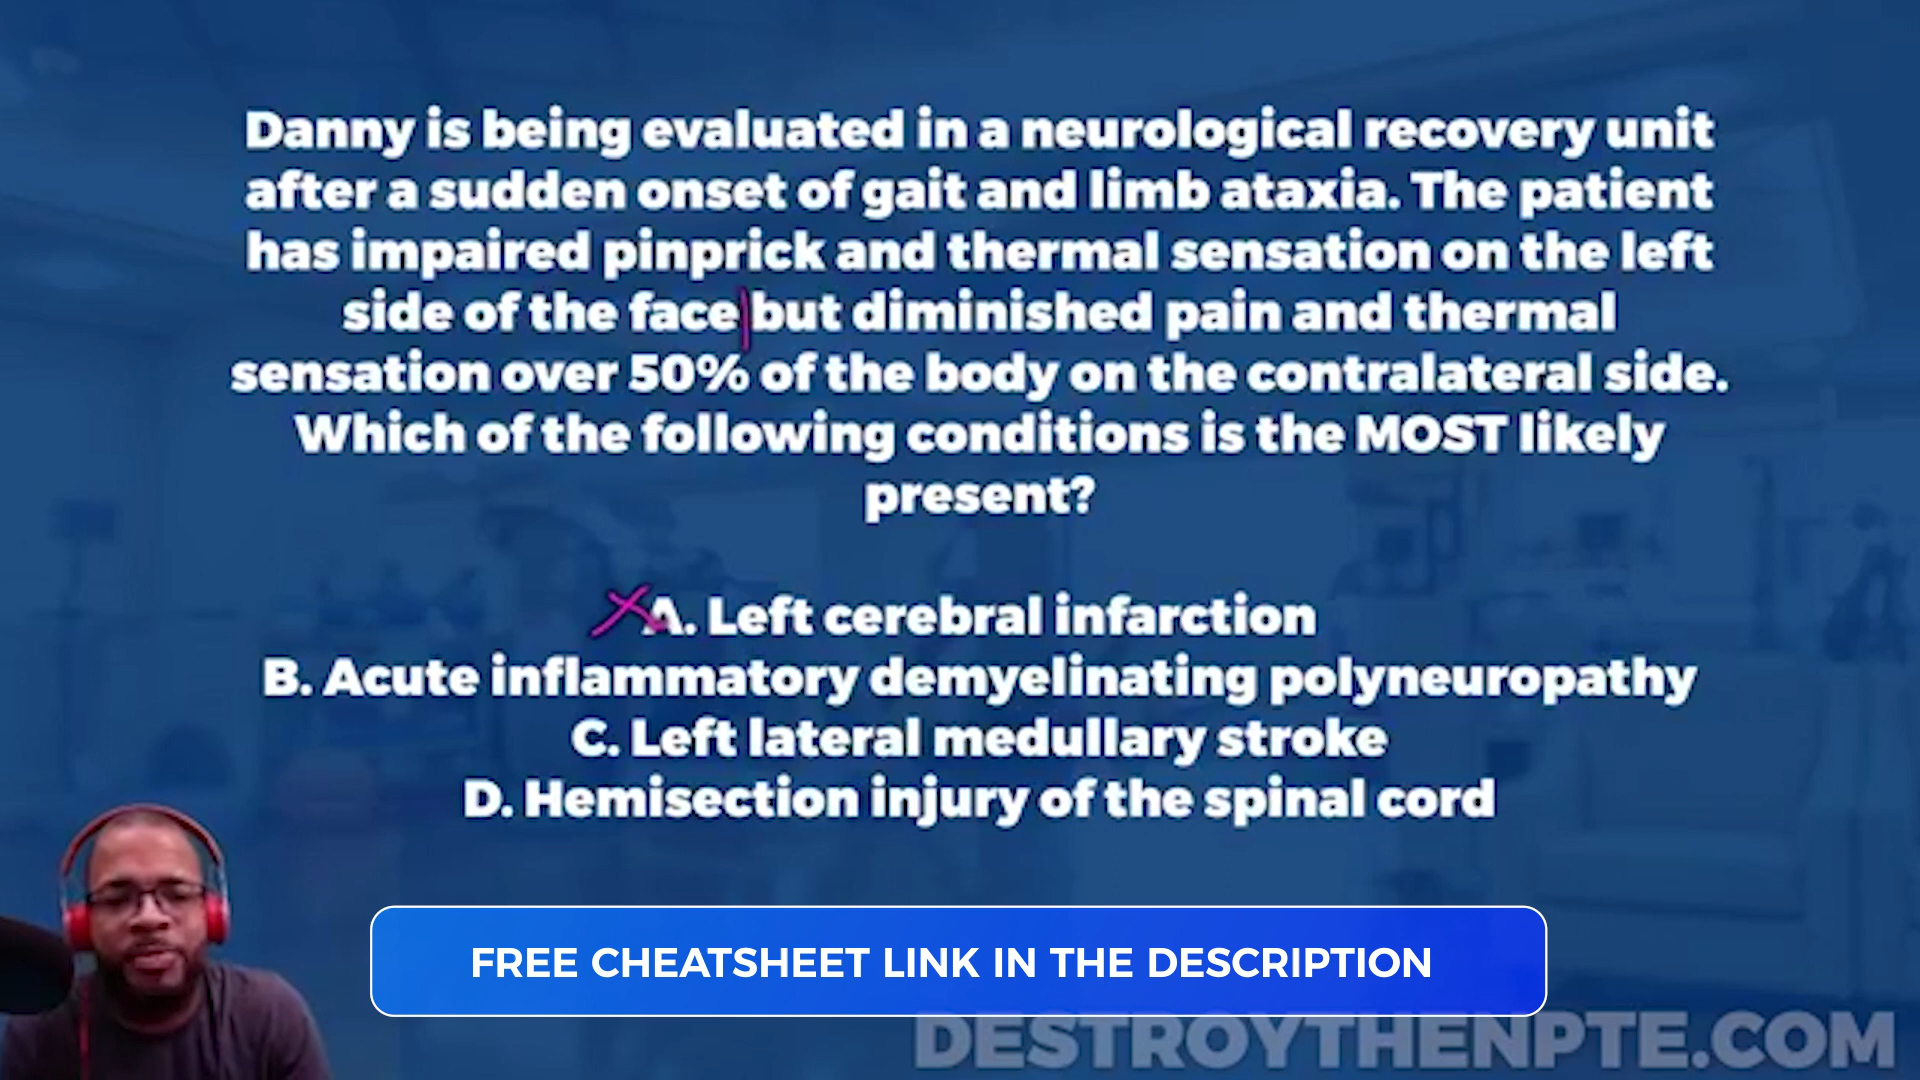 Danny is being evaluated in a neurological recovery unit
after a sudden onset of gait and limb ataxia. The patient
has impaired pinprick and thermal sensation on the left
side of the face but diminished pain and thermal
sensation over 50% of the body on the contralateral side.
Which of the following conditions is the MOST likely
present?
A. Left cerebral infarction
B. Acute inflammatory demyelinating polyneuropathy
C. Left lateral medullary stroke
D. Hemisection injury of the spinal cord
FREE CHEATSHEET LINK IN THE DESCRIPTION
DESTROYTHENPTE.COM